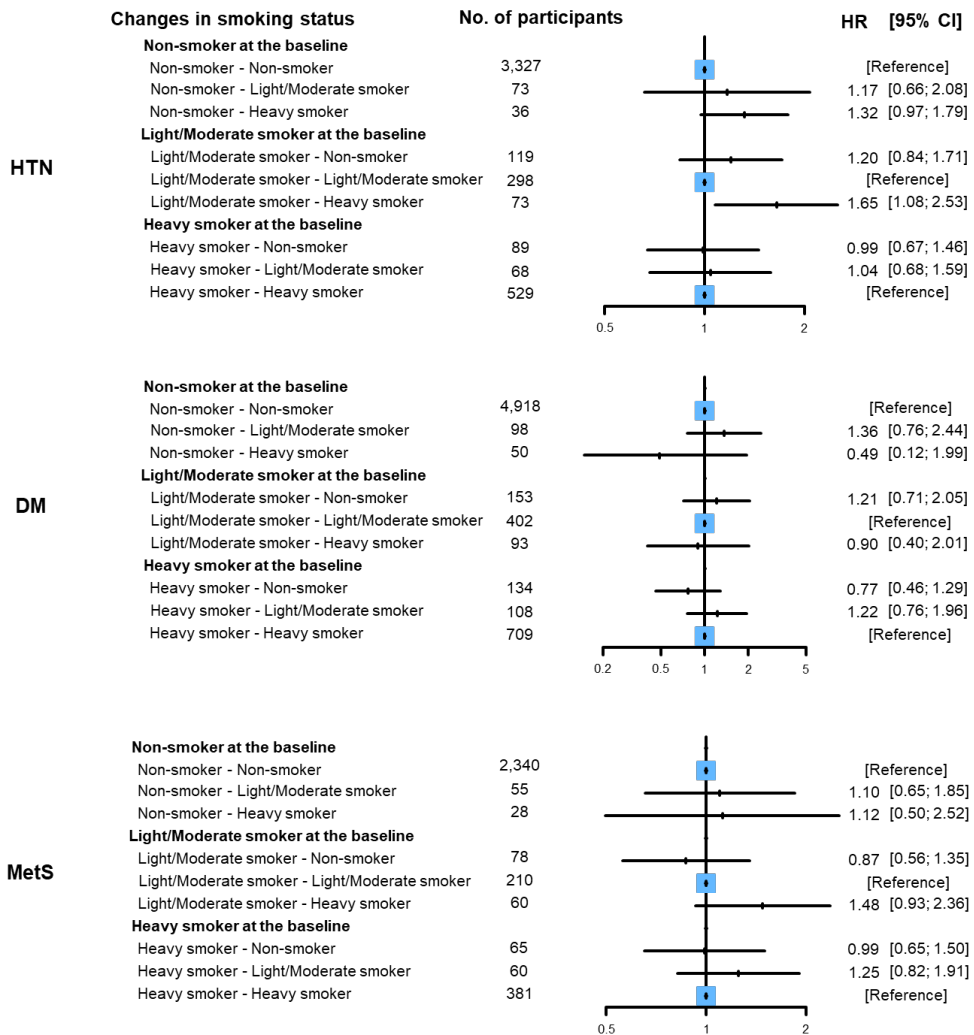 Changes in smoking status No. of participants HR [95% CI]
Non-smoker at the baseline
Non-smoker - Non-smoker 3,327 [Reference]
Non-smoker - Light/Moderate smoker 73 1.17 [0.66; 2.08]
Non-smoker - Heavy smoker 36 1.32 [0.97; 1.79]
Light/Moderate smoker at the baseline
HTN
Light/Moderate smoker - Non-smoker 119 1.20 [0.84; 1.71]
Light/Moderate smoker - Light/Moderate smoker 298 [Reference]
Light/Moderate smoker - Heavy smoker 73 1.65 [1.08; 2.53]
Heavy smoker at the baseline
Heavy smoker - Non-smoker 89 0.99 [0.67; 1.46]
Heavy smoker - Light/Moderate smoker 68 1.04 [0.68; 1.59]
Heavy smoker - Heavy smoker 529 [Reference]
0.5 1 2
Non-smoker at the baseline
Non-smoker - Non-smoker 4,918 [Reference]
Non-smoker - Light/Moderate smoker 98 1.36 [0.76; 2.44]
Non-smoker - Heavy smoker 50 0.49 [0.12; 1.99]
Light/Moderate smoker at the baseline
DM
Light/Moderate smoker - Non-smoker 153 1.21 [0.71; 2.05]
Light/Moderate smoker - Light/Moderate smoker 402 [Reference]
Light/Moderate smoker - Heavy smoker 93 0.90 [0.40; 2.01]
Heavy smoker at the baseline
Heavy smoker - Non-smoker 134 0.77 [0.46; 1.29]
Heavy smoker - Light/Moderate smoker 108 1.22 [0.76; 1.96]
Heavy smoker - Heavy smoker 709 [Reference]
0.2 0.5 1 2 5
Non-smoker at the baseline
Non-smoker - Non-smoker 2,340 [Reference]
Non-smoker - Light/Moderate smoker 55 1.10 [0.65; 1.85]
Non-smoker - Heavy smoker 28 1.12 [0.50; 2.52]
Light/Moderate smoker at the baseline
Light/Moderate smoker - Non-smoker 78 0.87 [0.56; 1.35]
MetS
Light/Moderate smoker - Light/Moderate smoker 210 [Reference]
Light/Moderate smoker - Heavy smoker 60 1.48 [0.93; 2.36]
Heavy smoker at the baseline
Heavy smoker - Non-smoker 65 0.99 [0.65; 1.50]
Heavy smoker - Light/Moderate smoker 60 1.25 [0.82; 1.91]
Heavy smoker - Heavy smoker 381 [Reference]
0.5 1 2